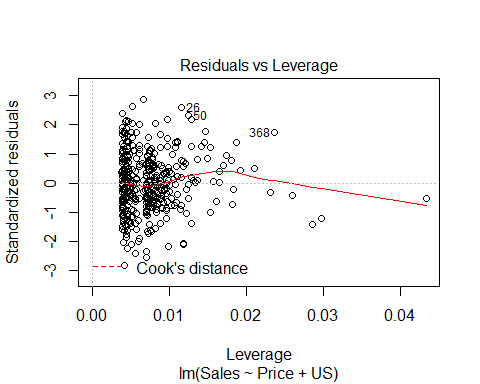 Residuals vs Leverage
Standardized residuals
3
2
1
0
-1
-2
-3
26
50
368
Cook's distance
0.00 0.01 0.02 0.03 0.04
Leverage
lm(Sales ~ Price + US)